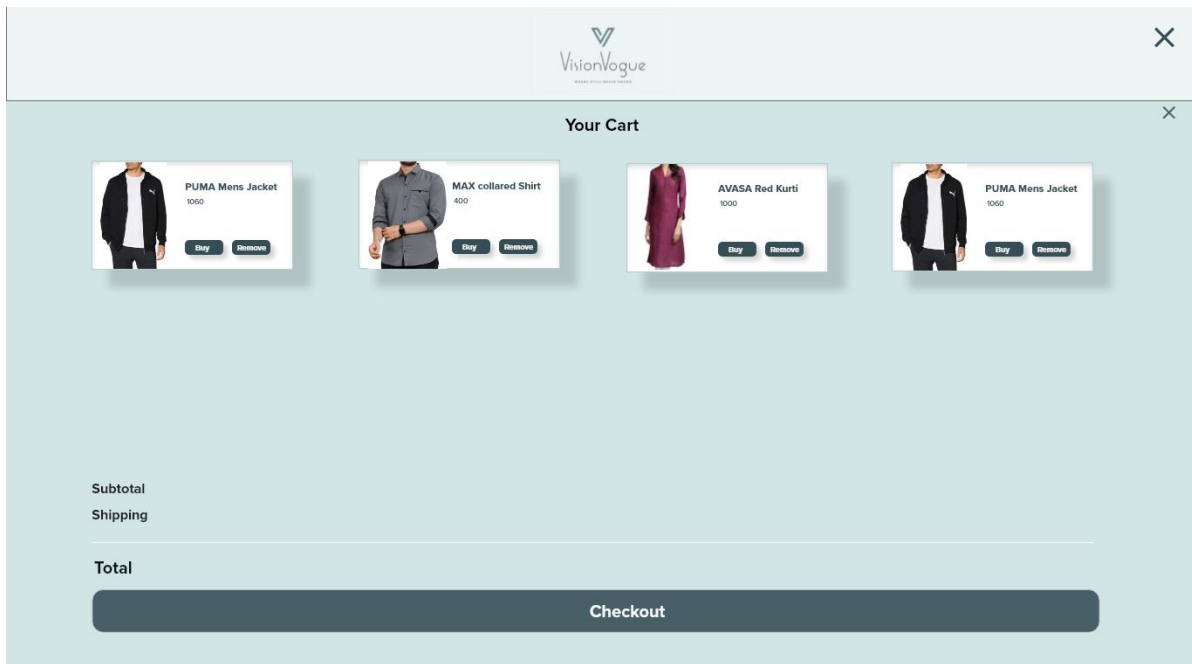 VisionVogue
Your Cart
PUMA Mens Jacket
1060
Buy Remove
MAX collared Shirt
400
Buy Remove
AVASA Red Kurti
1000
Buy Remove
PUMA Mens Jacket
1060
Buy Remove
Subtotal
Shipping
Total
Checkout